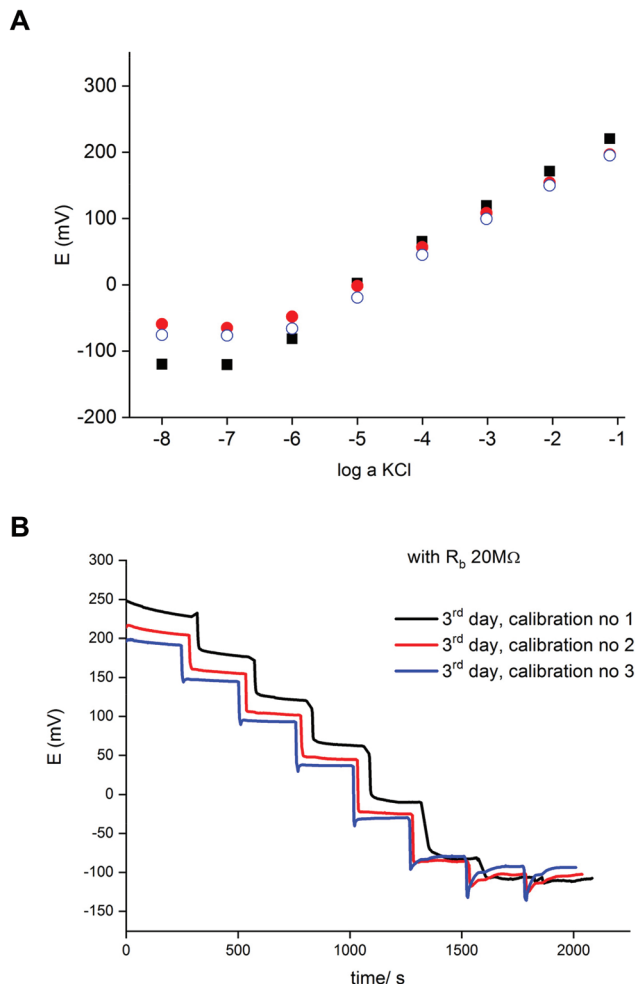 A
300
200
100
0
-100
-200
E (mV)
-8 -7 -6 -5 -4 -3 -2 -1
log a KCl
B
with R_b 20MΩ
3rd day, calibration no 1
3rd day, calibration no 2
3rd day, calibration no 3
300
250
200
150
100
50
0
-50
-100
-150
E (mV)
0 500 1000 1500 2000
time/ s